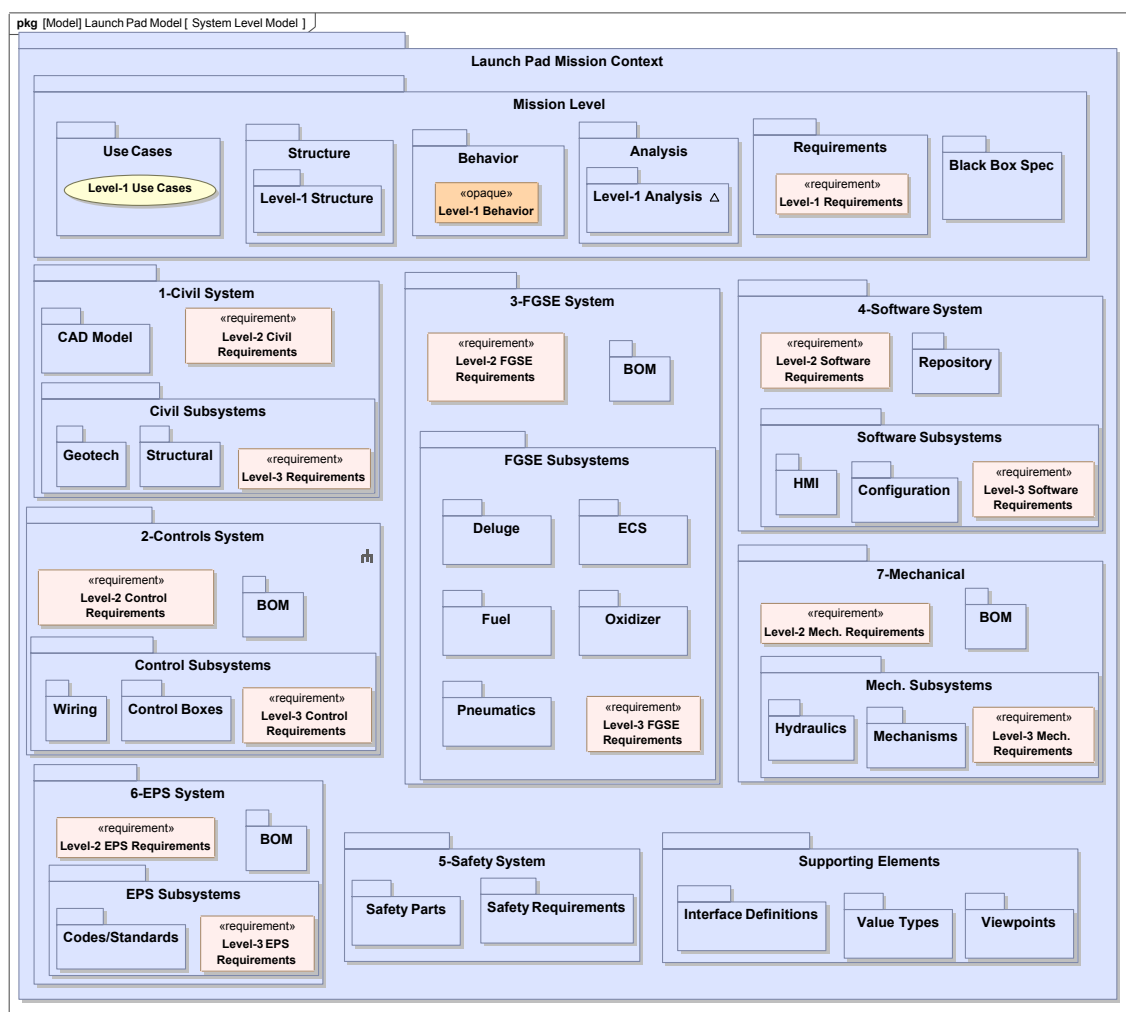 pkg [Model] Launch Pad Model [ System Level Model ]
Launch Pad Mission Context
Mission Level
Use Cases
Level-1 Use Cases
Structure
Level-1 Structure
Behavior
«opaque»
Level-1 Behavior
Analysis
Level-1 Analysis
Requirements
«requirement»
Level-1 Requirements
Black Box Spec
1-Civil System
CAD Model
«requirement»
Level-2 Civil
Requirements
Civil Subsystems
Geotech
Structural
«requirement»
Level-3 Requirements
2-Controls System
«requirement»
Level-2 Control
Requirements
BOM
Control Subsystems
Wiring
Control Boxes
«requirement»
Level-3 Control
Requirements
3-FGSE System
«requirement»
Level-2 FGSE
Requirements
BOM
FGSE Subsystems
Deluge
ECS
Fuel
Oxidizer
Pneumatics
«requirement»
Level-3 FGSE
Requirements
4-Software System
«requirement»
Level-2 Software
Requirements
Repository
Software Subsystems
HMI
Configuration
«requirement»
Level-3 Software
Requirements
7-Mechanical
«requirement»
Level-2 Mech. Requirements
BOM
Mech. Subsystems
Hydraulics
Mechanisms
«requirement»
Level-3 Mech.
Requirements
6-EPS System
«requirement»
Level-2 EPS Requirements
BOM
EPS Subsystems
Codes/Standards
«requirement»
Level-3 EPS
Requirements
5-Safety System
Safety Parts
Safety Requirements
Supporting Elements
Interface Definitions
Value Types
Viewpoints